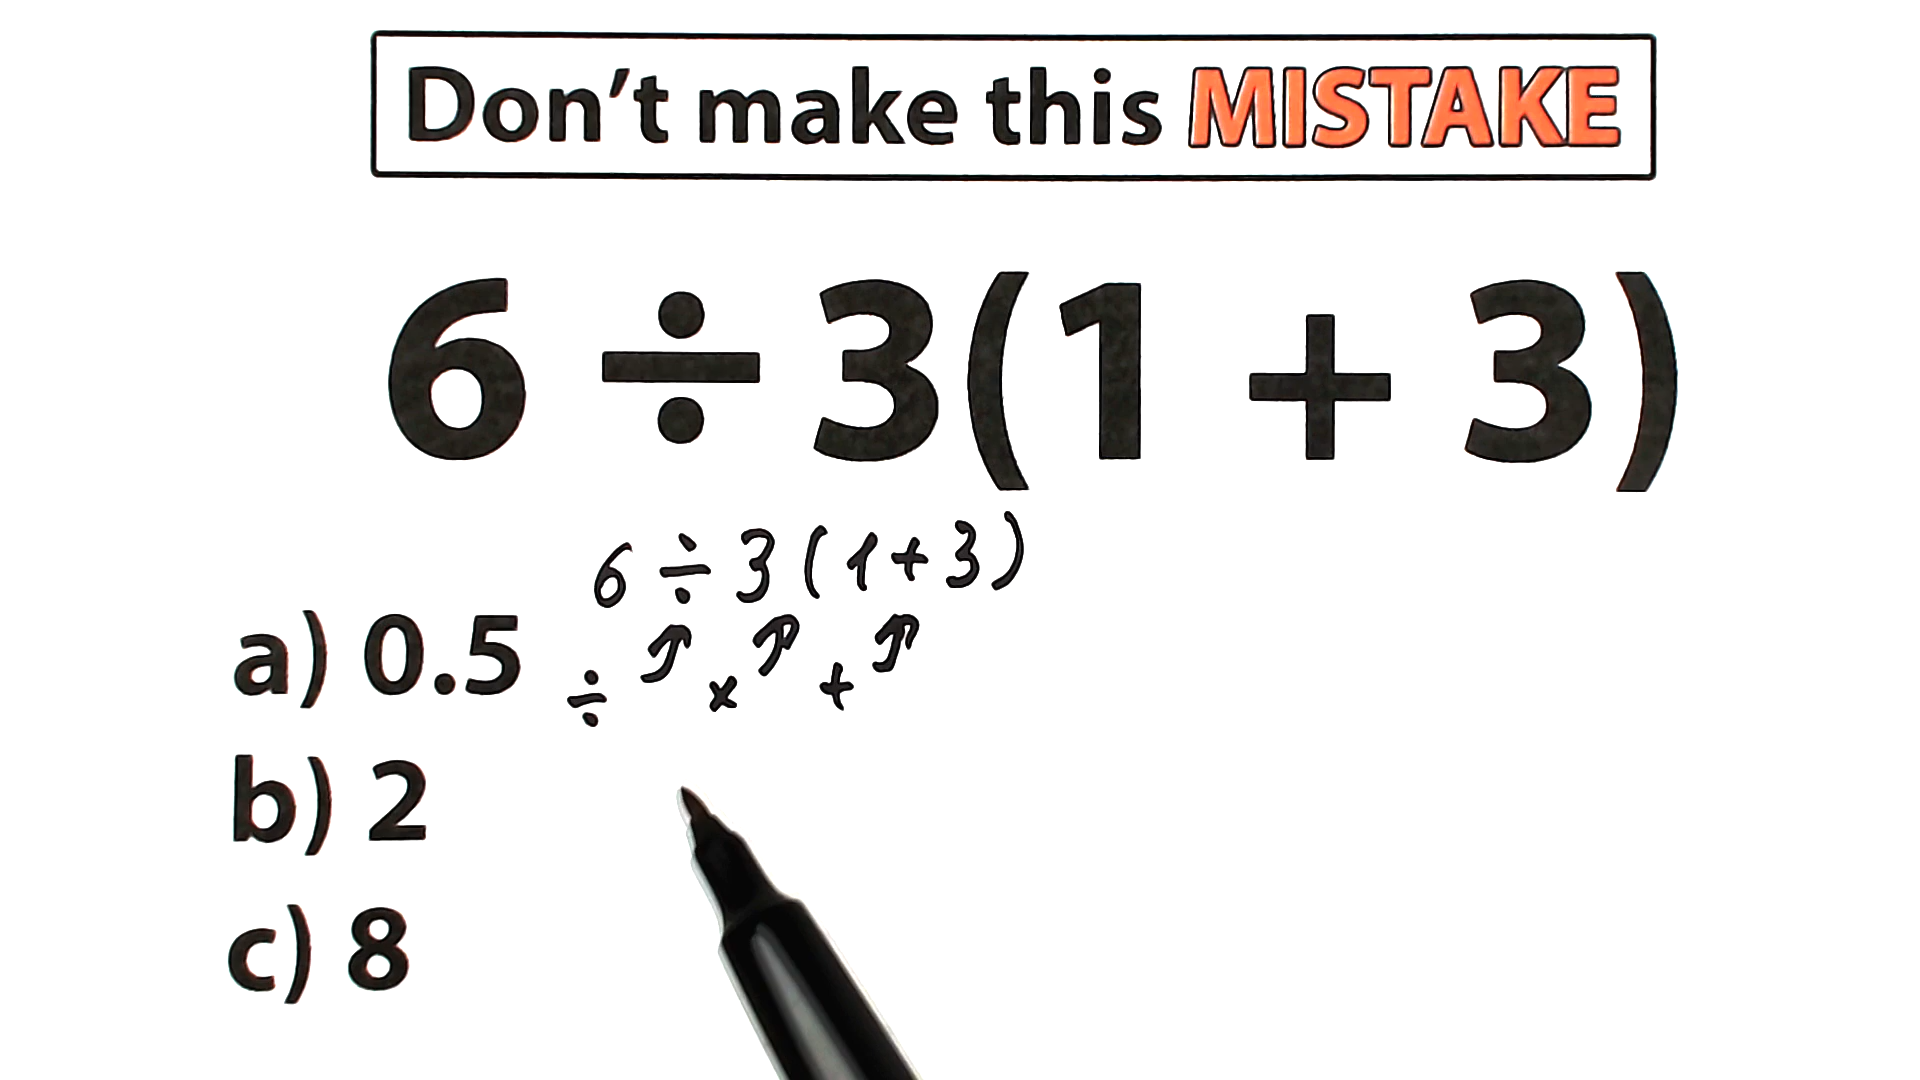 Don't make this MISTAKE
6 ÷ 3(1 + 3)
6 ÷ 3 (1+3)
÷ × +
a) 0.5
b) 2
c) 8